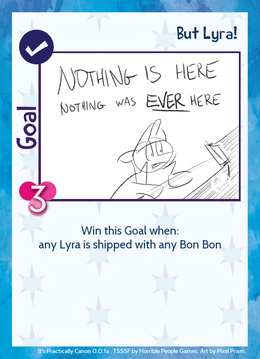 But Lyra!
NOTHING IS HERE
NOTHING WAS EVER HERE
Goal
3
Win this Goal when:
any Lyra is shipped with any Bon Bon
It's Practically Canon 0.0.1a; TSSSF by Horrible People Games. Art by Pixel Prism.